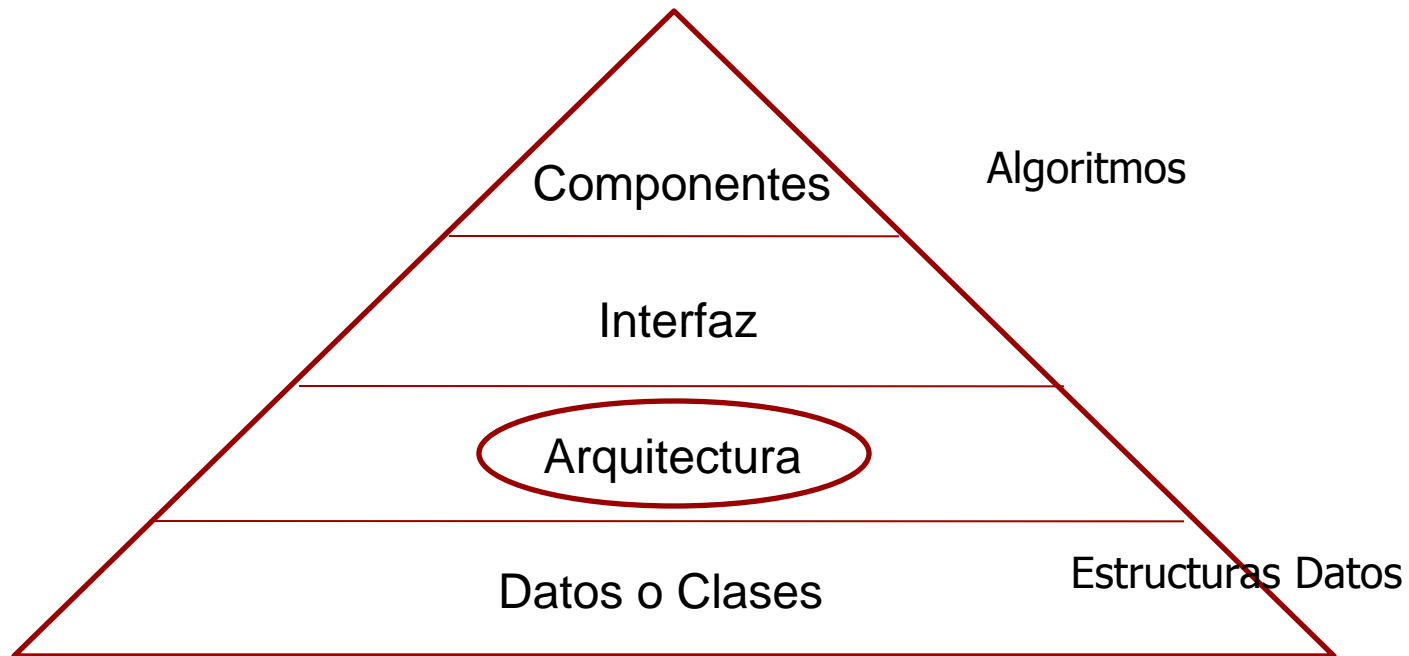 Componentes
Algoritmos
Interfaz
Arquitectura
Datos o Clases
Estructuras Datos